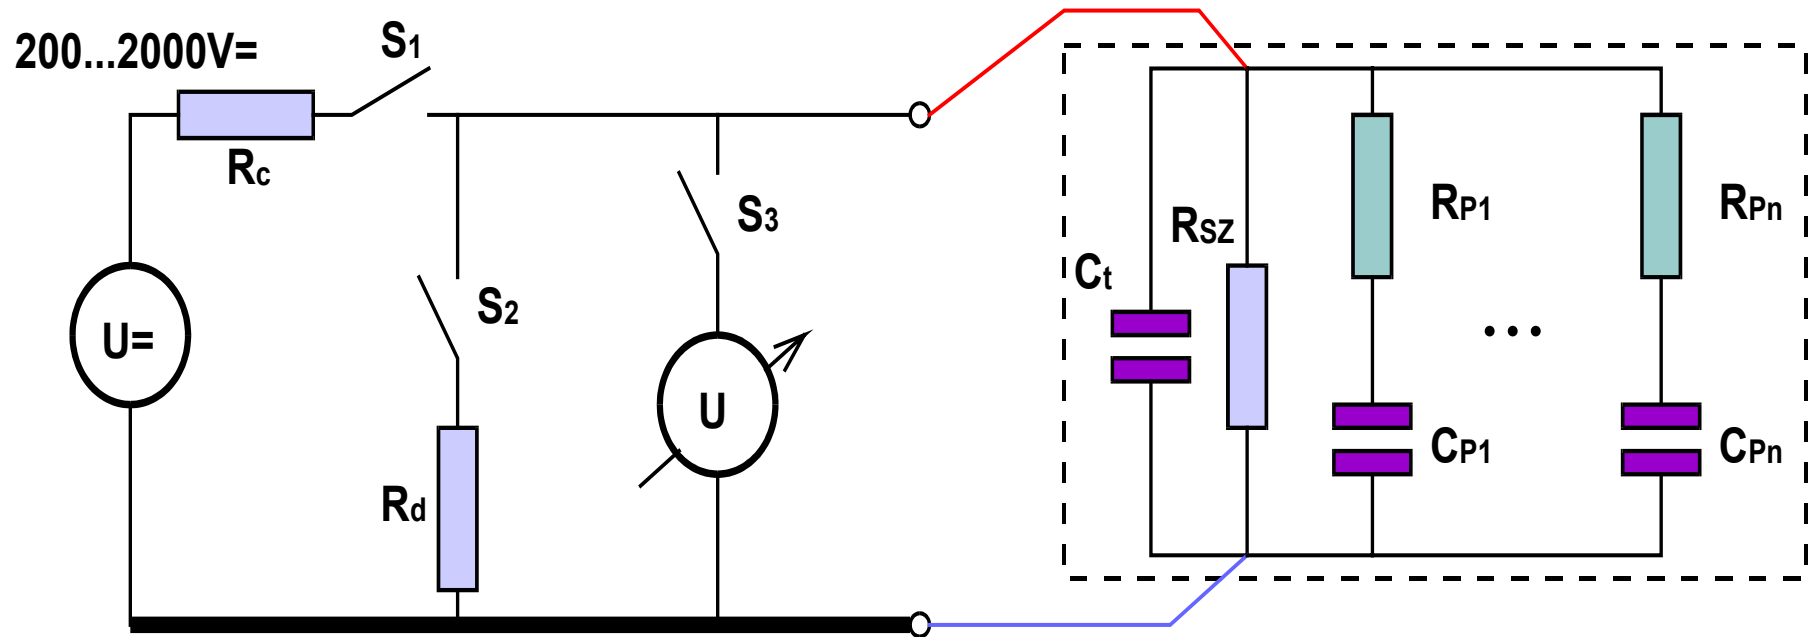 200...2000V=
S1
Rc
U=
S2
Rd
S3
U
Ct
RSZ
RP1
CP1
...
RPn
CPn